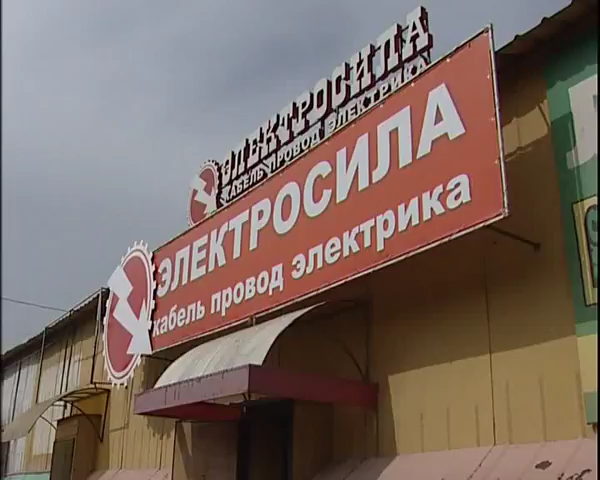 ЭЛЕКТРОСИЛА
КАБЕЛЬ ПРОВОД ЭЛЕКТРИКА
ЭЛЕКТРОСИЛА
кабель провод электрика